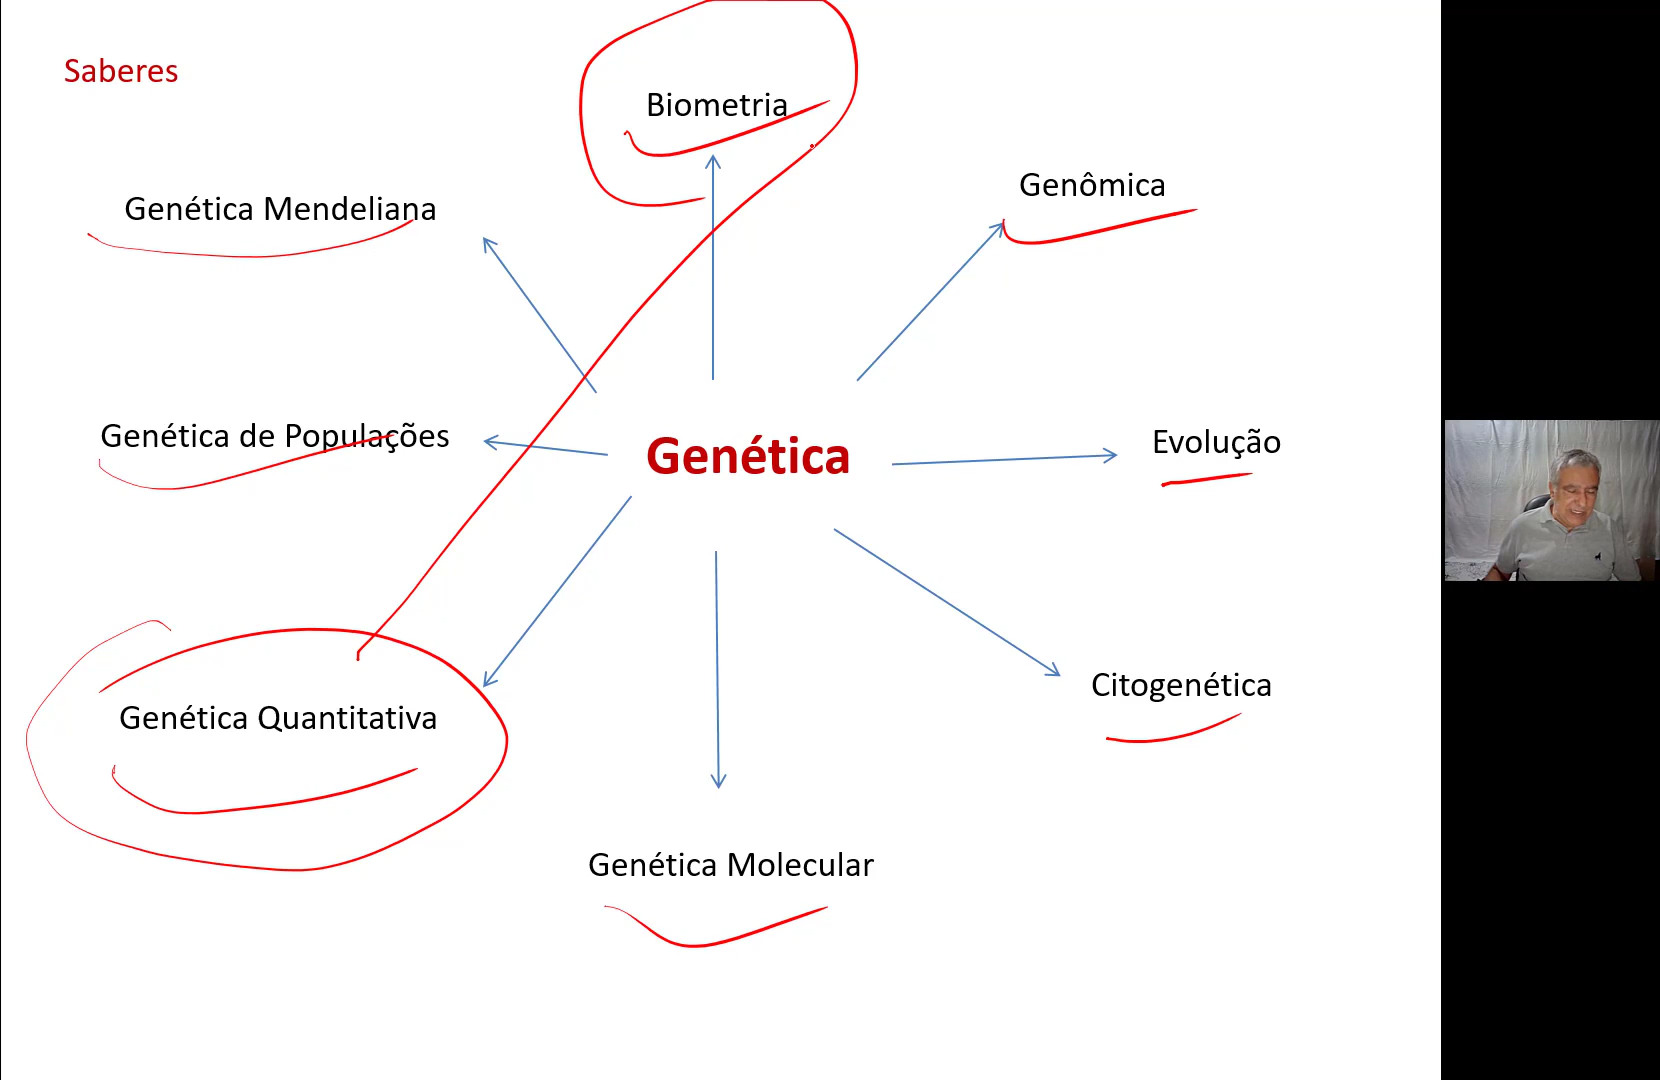 Saberes
Biometria
Genômica
Genética Mendeliana
Genética de Populações
Genética
Evolução
Genética Quantitativa
Citogenética
Genética Molecular